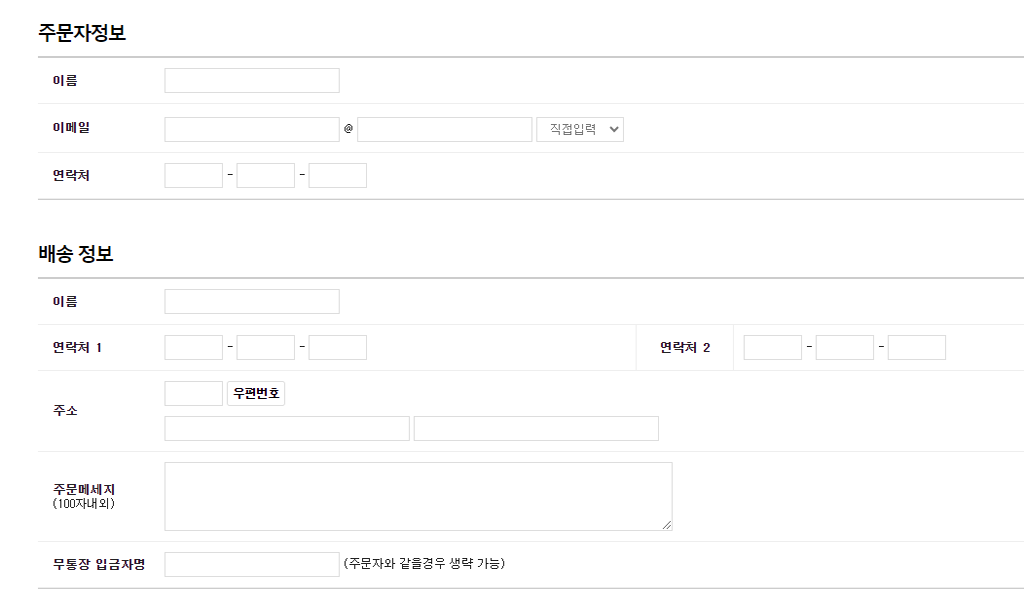 주문자정보
이름
이메일 @ 직접입력
연락처 - -
배송 정보
이름
연락처 1 - - 연락처 2 - -
주소 우편번호
주문메세지
(100자내외)
무통장 입금자명 (주문자와 같을경우 생략 가능)